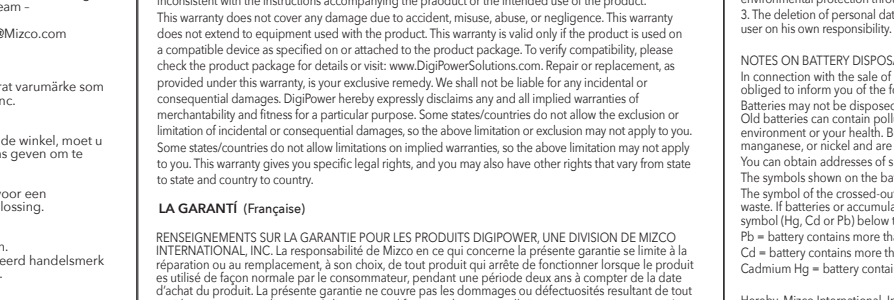 eam –
@Mizco.com
rat varumärke som
nc.
de winkel, moet u
s geven om te
voor een
lossing.
n.
eerd handelsmerk
inconsistent with the instructions accompanying the product or the intended use of the product.
This warranty does not cover any damage due to accident, misuse, abuse, or negligence. This warranty
does not extend to equipment used with the product. This warranty is valid only if the product is used on
a compatible device as specified on or attached to the product package. To verify compatibility, please
check the product package for details or visit: www.DigiPowerSolutions.com. Repair or replacement, as
provided under this warranty, is your exclusive remedy. We shall not be liable for any incidental or
consequential damages. DigiPower hereby expressly disclaims any and all implied warranties of
merchantability and fitness for a particular purpose. Some states/countries do not allow the exclusion or
limitation of incidental or consequential damages, so the above limitation or exclusion may not apply to you.
Some states/countries do not allow limitations on implied warranties, so the above limitation may not apply
to you. This warranty gives you specific legal rights, and you may also have other rights that vary from state
to state and country to country.
LA GARANTÍ (Française)
RENSEIGNEMENTS SUR LA GARANTIE POUR LES PRODUITS DIGIPOWER, UNE DIVISION DE MIZCO
INTERNATIONAL, INC. La responsabilité de Mizco en ce qui concerne la présente garantie se limite à la
réparation ou au remplacement, à son choix, de tout produit qui arrête de fonctionner lorsque le produit
es utilisé de façon normale par le consommateur, pendant une période deux ans à compter de la date
d'achat du produit. La présente garantie ne couvre pas les dommages ou défectuosités resultant de tout
3. The deletion of personal dat
user on his own responsibility.
NOTES ON BATTERY DISPOSA
In connection with the sale of
obliged to inform you of the fo
Batteries may not be disposed
Old batteries can contain poll
environment or your health. B
manganese, or nickel and are
You can obtain addresses of s
The symbols shown on the ba
The symbol of the crossed-ou
waste. If batteries or accumula
symbol (Hg, Cd or Pb) below t
Pb = battery contains more tha
Cd = battery contains more tha
Cadmium Hg = battery contai